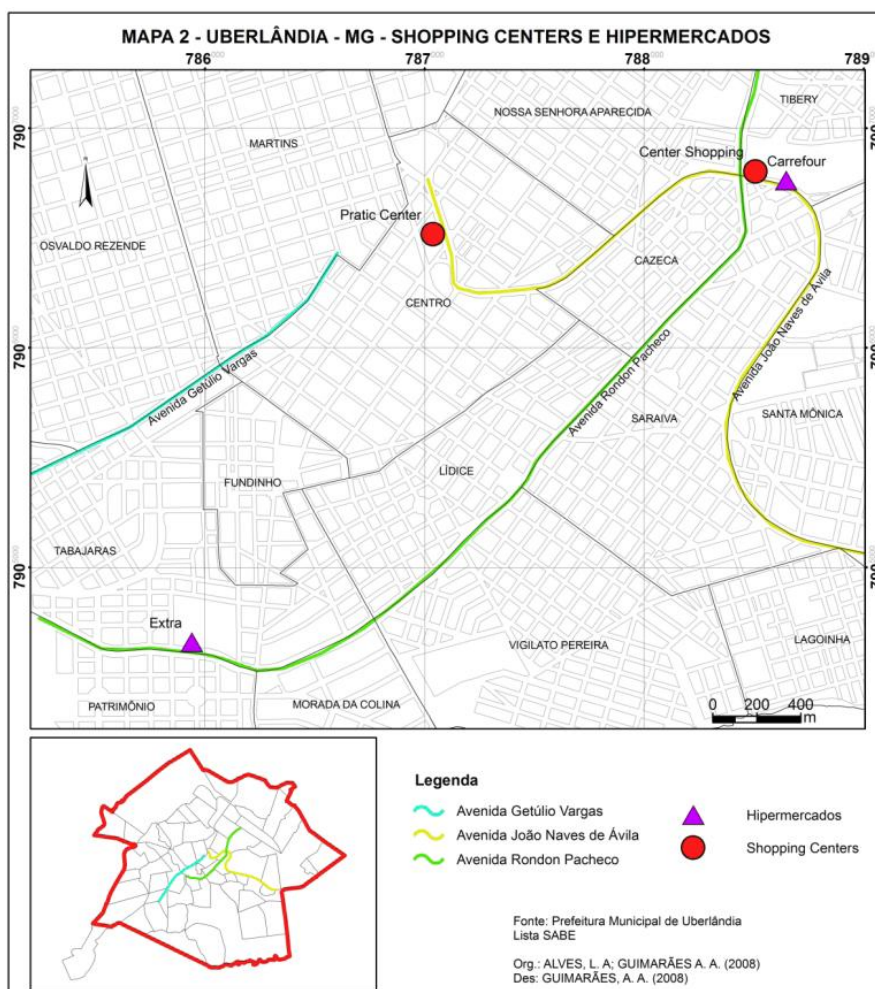 MAPA 2 - UBERLÂNDIA - MG - SHOPPING CENTERS E HIPERMERCADOS
786
787
788
789
TIBERY
NOSSA SENHORA APARECIDA
790
MARTINS
Center Shopping
Carrefour
Pratic Center
OSVALDO REZENDE
CAZECA
CENTRO
Avenida João Naves de Ávila
790
Avenida Getúlio Vargas
Avenida Rondon Pacheco
SANTA MÔNICA
SARAIVA
LÍDICE
FUNDINHO
TABAJARAS
790
Extra
VIGILATO PEREIRA
LAGOINHA
PATRIMÔNIO
MORADA DA COLINA
0 200 400
m
Legenda
Avenida Getúlio Vargas
Avenida João Naves de Ávila
Avenida Rondon Pacheco
Hipermercados
Shopping Centers
Fonte: Prefeitura Municipal de Uberlândia
Lista SABE
Org.: ALVES, L. A; GUIMARÃES A. A. (2008)
Des: GUIMARÃES, A. A. (2008)